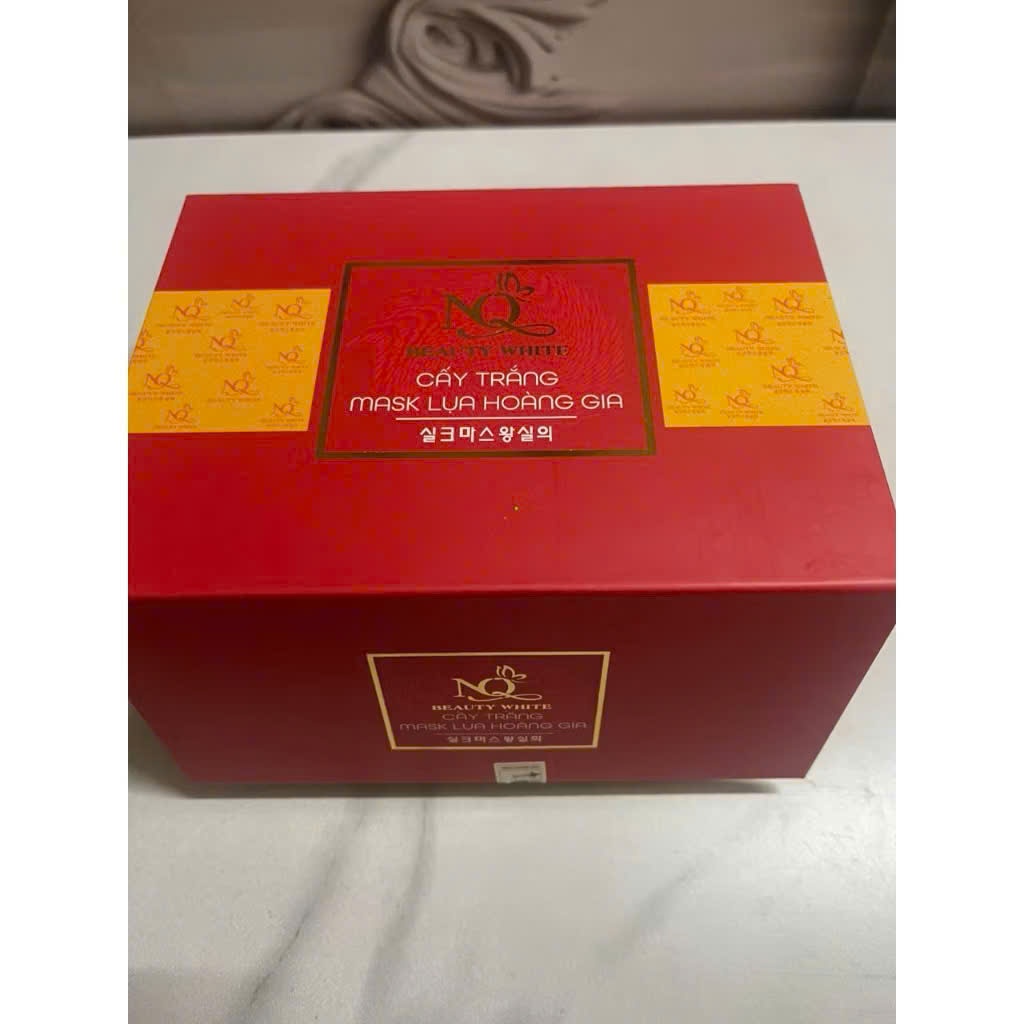 NQ
BEAUTY WHITE
CẤY TRẮNG
MASK LỤA HOÀNG GIA
실크마스왕실의
NQ
BEAUTY WHITE
CẤY TRẮNG
MASK LỤA HOÀNG GIA
실크마스왕실의